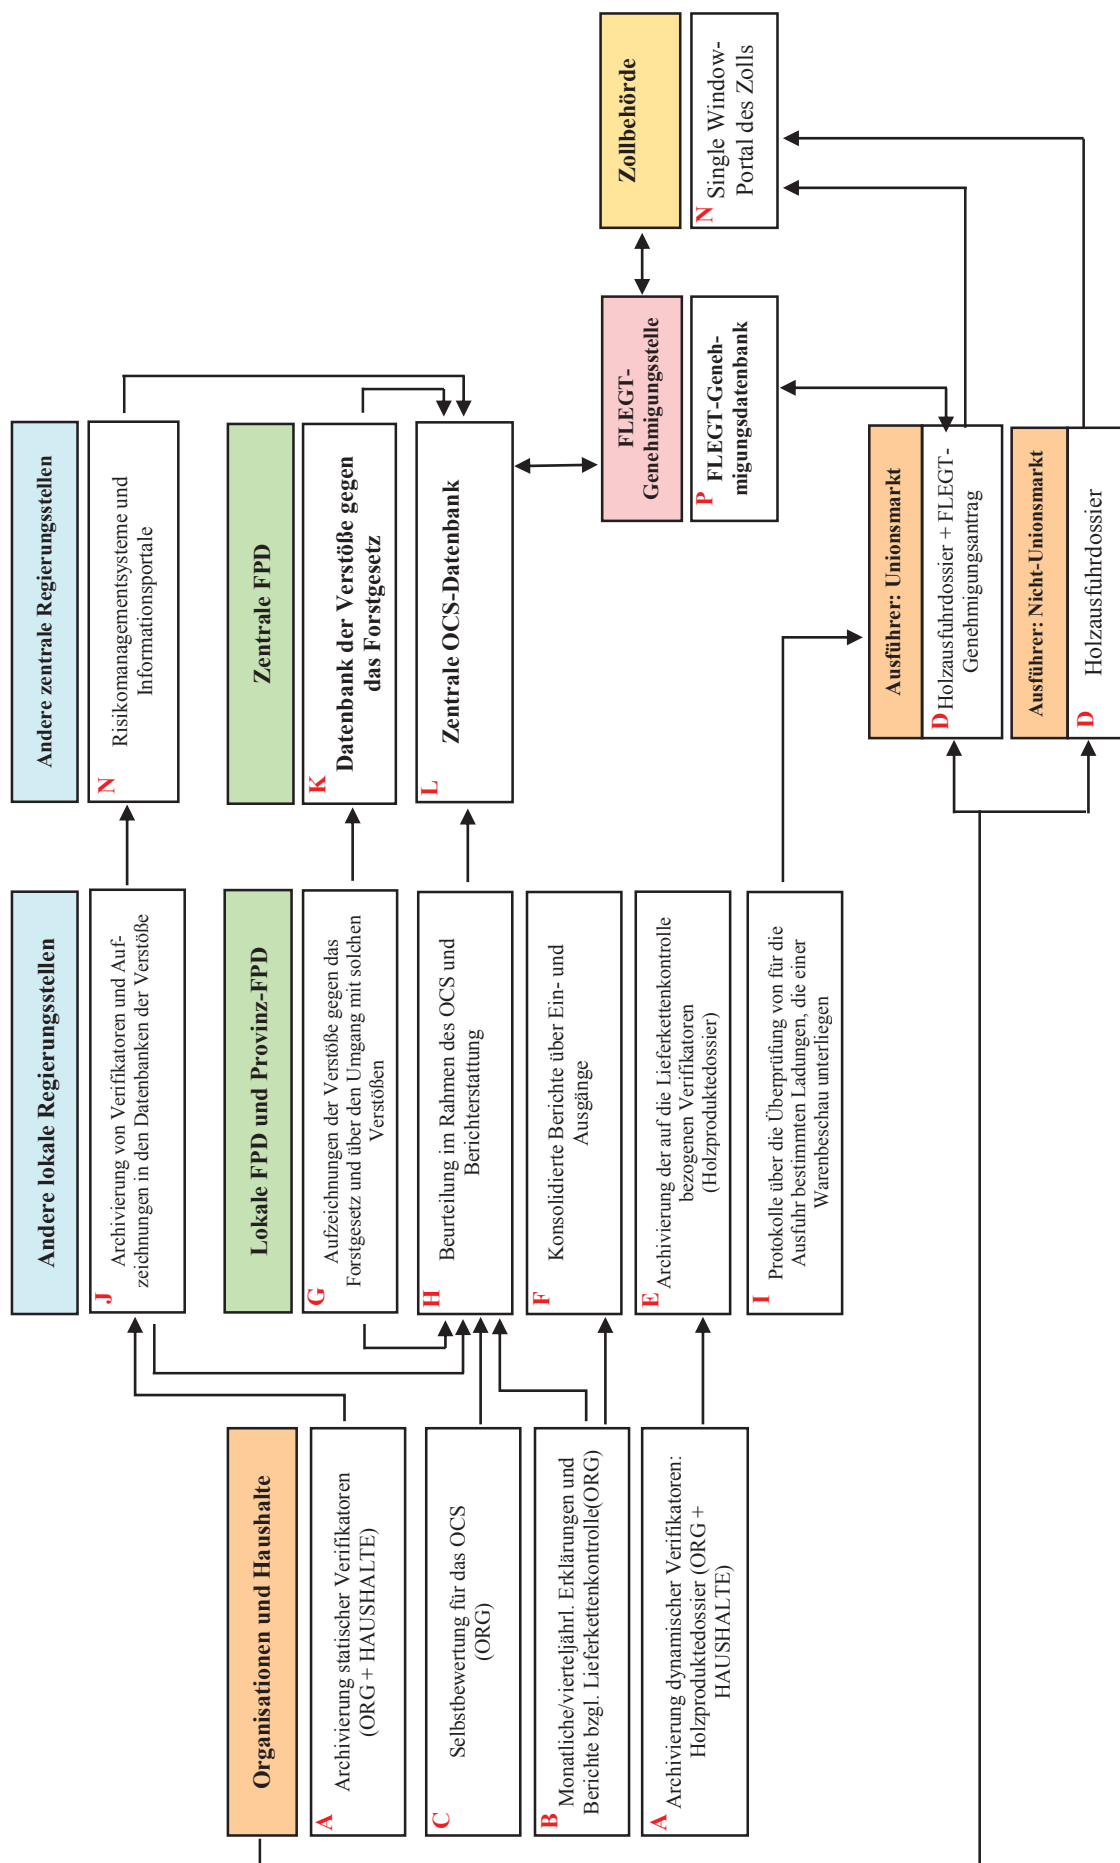 Organisationen und Haushalte
A
Archivierung statischer Verifikatoren
(ORG + HAUSHALTE)
C
Selbstbewertung für das OCS
(ORG)
B
Monatliche/vierteljährl. Erklärungen und
Berichte bzgl. Lieferkettenkontrolle(ORG)
A
Archivierung dynamischer Verifikatoren:
Holzproduktedossier (ORG +
HAUSHALTE)
Andere lokale Regierungsstellen
J
Archivierung von Verifikatoren und Auf-
zeichnungen in den Datenbanken der Verstöße
Lokale FPD und Provinz-FPD
G
Aufzeichnungen der Verstöße gegen das
Forstgesetz und über den Umgang mit solchen
Verstößen
H
Beurteilung im Rahmen des OCS und
Berichterstattung
F
Konsolidierte Berichte über Ein- und
Ausgänge
E
Archivierung der auf die Lieferkettenkontrolle
bezogenen Verifikatoren
(Holzproduktedossier)
I
Protokolle über die Überprüfung von für die
Ausfuhr bestimmten Ladungen, die einer
Warenbeschau unterliegen
Andere zentrale Regierungsstellen
N
Risikomanagementsysteme und
Informationsportale
Zentrale FPD
K
Datenbank der Verstöße gegen
das Forstgesetz
L
Zentrale OCS-Datenbank
FLEGT-
Genehmigungsstelle
P
FLEGT-Geneh-
migungsdatenbank
Zollbehörde
N
Single Window-
Portal des Zolls
Ausführer: Unionsmarkt
D
Holzausfuhrdossier + FLEGT-
Genehmigungsantrag
Ausführer: Nicht-Unionsmarkt
D
Holzausfuhrdossier